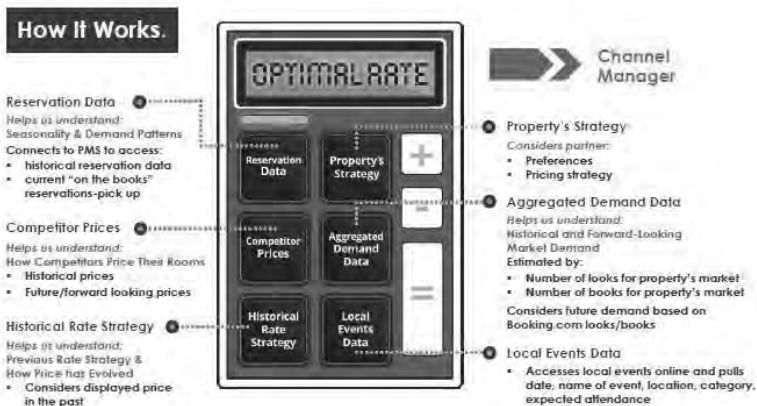 How It Works.
OPTIMAL RATE
Channel
Manager
Reservation Data
Helps us understand:
Seasonality & Demand Patterns
Connects to PMS to access:
▪ historical reservation data
▪ current "on the books"
reservations-pick up
Competitor Prices
Helps us understand:
How Competitors Price Their Rooms
▪ Historical prices
▪ Future/forward looking prices
Historical Rate Strategy
Helps us understand:
Previous Rate Strategy &
How Price has Evolved
▪ Considers displayed price
in the past
Reservation
Data
Property's
Strategy
+
Competitor
Prices
Aggregated
Demand
Data
-
Historical
Rate
Strategy
Local
Events
Data
=
Property's Strategy
Considers partner:
▪ Preferences
▪ Pricing strategy
Aggregated Demand Data
Helps us understand:
Historical and Forward-Looking
Market Demand
Estimated by:
▪ Number of looks for property's market
▪ Number of books for property's market
Considers future demand based on
Booking.com looks/books
Local Events Data
▪ Accesses local events online and pulls
date, name of event, location, category,
expected attendance